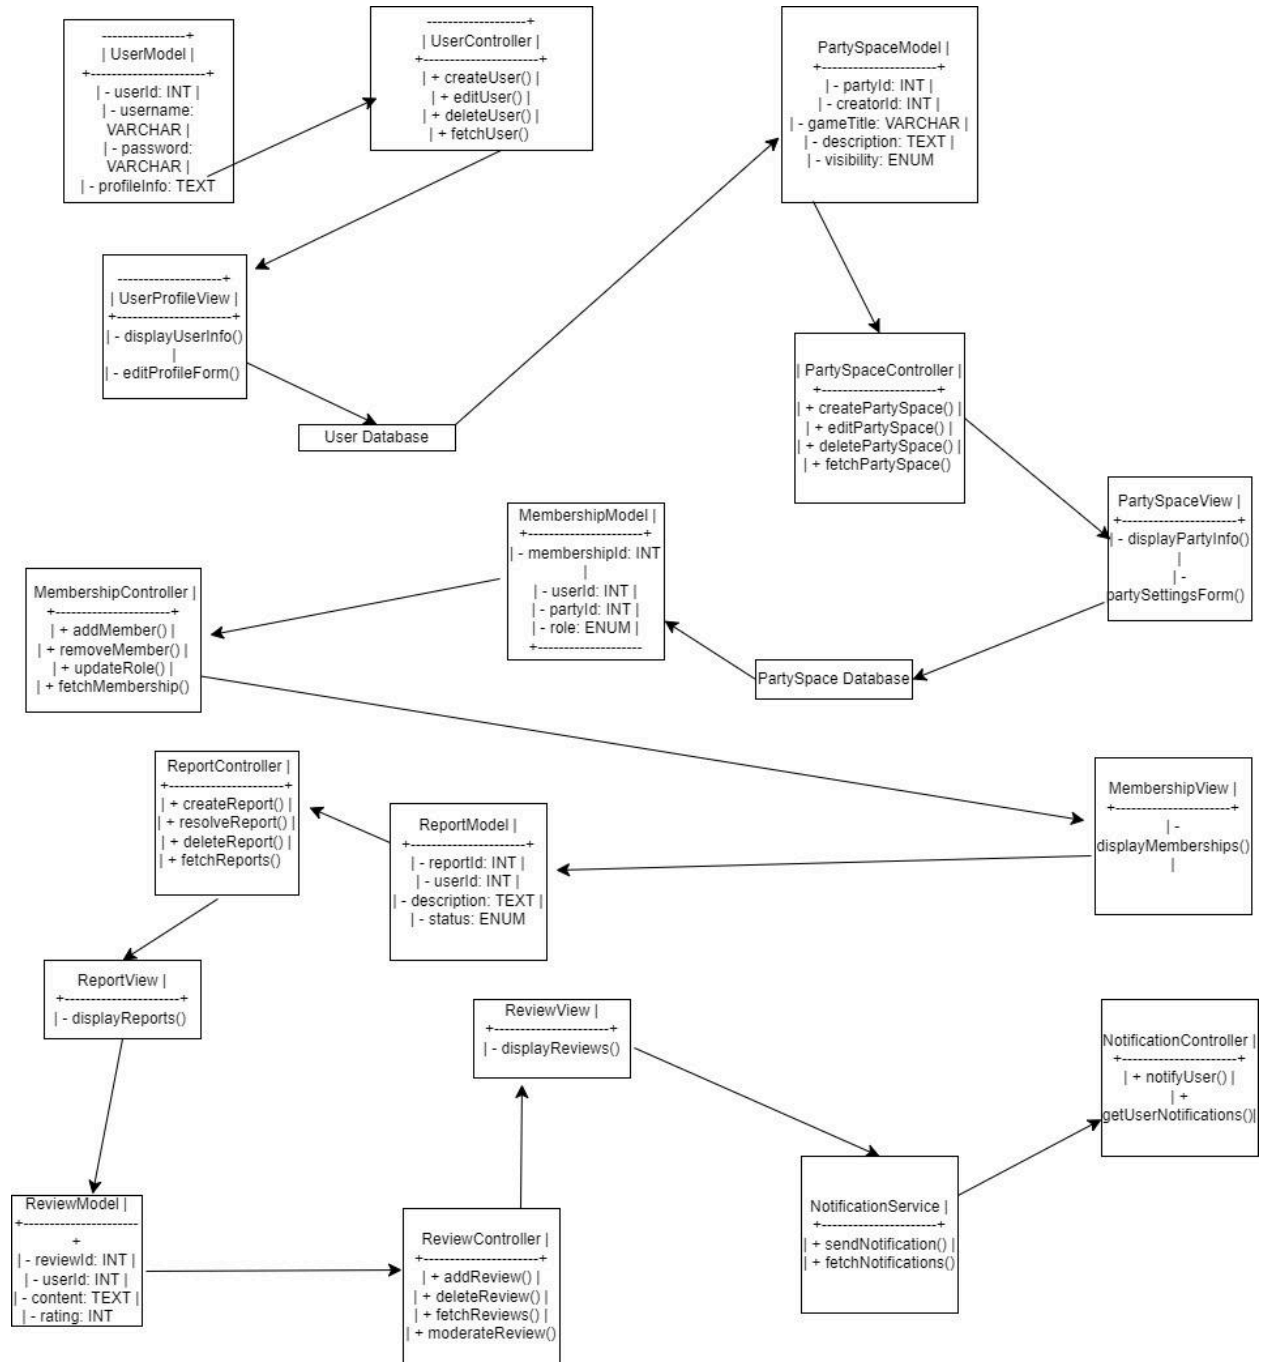 ----------------+
| UserModel |
+----------------------+
| - userId: INT |
| - username:
VARCHAR |
| - password:
VARCHAR |
| - profileInfo: TEXT
-------------------+
| UserController |
+----------------------+
| + createUser() |
| + editUser() |
| + deleteUser() |
| + fetchUser()
PartySpaceModel |
+----------------------+
| - partyId: INT |
| - creatorId: INT |
| - gameTitle: VARCHAR |
| - description: TEXT |
| - visibility: ENUM
--------------------+
| UserProfileView |
+----------------------+
| - displayUserInfo()
|
| - editProfileForm()
User Database
| PartySpaceController |
+----------------------+
| + createPartySpace() |
| + editPartySpace() |
| + deletePartySpace() |
| + fetchPartySpace()
PartySpaceView |
+----------------------+
| - displayPartyInfo()
|
| -
partySettingsForm()
MembershipModel |
+----------------------+
| - membershipId: INT
|
| - userId: INT |
| - partyId: INT |
| - role: ENUM |
+--------------------
PartySpace Database
MembershipController |
+----------------------+
| + addMember() |
| + removeMember() |
| + updateRole() |
| + fetchMembership()
MembershipView |
+----------------------+
| -
displayMemberships()
|
ReportController |
+----------------------+
| + createReport() |
| + resolveReport() |
| + deleteReport() |
| + fetchReports()
ReportModel |
+----------------------+
| - reportId: INT |
| - userId: INT |
| - description: TEXT |
| - status: ENUM
ReportView |
+----------------------+
| - displayReports()
ReviewView |
+----------------------+
| - displayReviews()
NotificationController |
+----------------------+
| + notifyUser() |
| +
getUserNotifications()|
ReviewModel |
+----------------------
+
| - reviewId: INT |
| - userId: INT |
| - content: TEXT |
| - rating: INT
ReviewController |
+----------------------+
| + addReview() |
| + deleteReview() |
| + fetchReviews() |
| + moderateReview()
NotificationService |
+----------------------+
| + sendNotification() |
| + fetchNotifications()